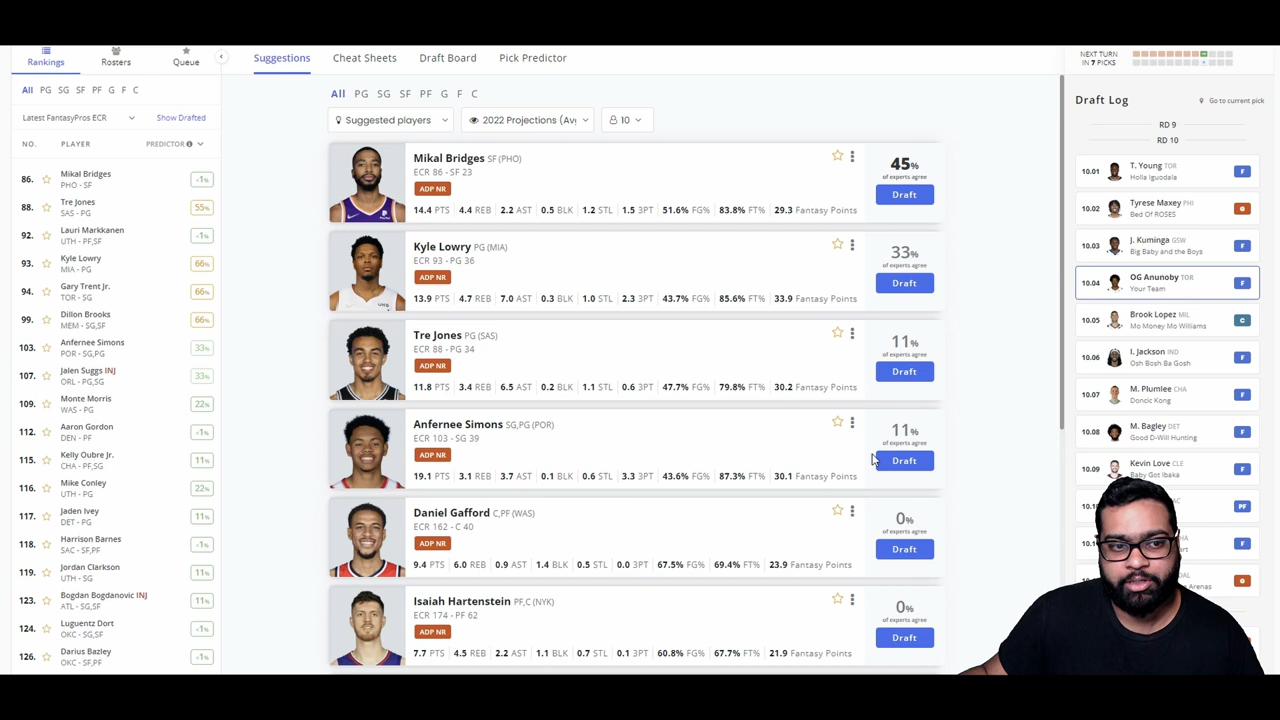 Rankings
Rosters
Queue
All PG SG SF PF G F C
Latest FantasyPros ECR
Show Drafted
NO. PLAYER PREDICTOR
86. Mikal Bridges <1%
PHO - SF
88. Tre Jones 55%
SAS - PG
92. Lauri Markkanen <1%
UTH - PF,SF
93. Kyle Lowry 66%
MIA - PG
94. Gary Trent Jr. 66%
TOR - SG
99. Dillon Brooks 66%
MEM - SG,SF
103. Anfernee Simons 33%
POR - SG,PG
107. Jalen Suggs INJ 33%
ORL - PG,SG
109. Monte Morris 22%
WAS - PG
112. Aaron Gordon <1%
DEN - PF
115. Kelly Oubre Jr. 11%
CHA - PF,SG
116. Mike Conley 22%
UTH - PG
117. Jaden Ivey 11%
DET - PG
118. Harrison Barnes <1%
SAC - SF,PF
119. Jordan Clarkson 11%
UTH - SG
123. Bogdan Bogdanovic INJ 11%
ATL - SG,SF
124. Luguentz Dort <1%
OKC - SG,SF
126. Darius Bazley <1%
OKC - SF,PF
Suggestions Cheat Sheets Draft Board Pick Predictor
All PG SG SF PF G F C
Suggested players
2022 Projections (Avg
10
Mikal Bridges SF (PHO)
ECR 86 - SF 23
ADP NR
14.4 PTS 4.4 REB 2.2 AST 0.5 BLK 1.2 STL 1.5 3PT 51.6% FG% 83.8% FT% 29.3 Fantasy Points
45%
of experts agree
Draft
Kyle Lowry PG (MIA)
ECR 93 - PG 36
ADP NR
13.9 PTS 4.7 REB 7.0 AST 0.3 BLK 1.0 STL 2.3 3PT 43.7% FG% 85.6% FT% 33.9 Fantasy Points
33%
of experts agree
Draft
Tre Jones PG (SAS)
ECR 88 - PG 34
ADP NR
11.8 PTS 3.4 REB 6.5 AST 0.2 BLK 1.1 STL 0.6 3PT 47.7% FG% 79.8% FT% 30.2 Fantasy Points
11%
of experts agree
Draft
Anfernee Simons SG,PG (POR)
ECR 103 - SG 39
ADP NR
19.1 PTS 3.1 REB 3.7 AST 0.1 BLK 0.6 STL 3.3 3PT 43.6% FG% 87.3% FT% 30.1 Fantasy Points
11%
of experts agree
Draft
Daniel Gafford C,PF (WAS)
ECR 162 - C 40
ADP NR
9.4 PTS 6.0 REB 0.9 AST 1.4 BLK 0.5 STL 0.0 3PT 67.5% FG% 69.4% FT% 23.9 Fantasy Points
0%
of experts agree
Draft
Isaiah Hartenstein PF,C (NYK)
ECR 174 - PF 62
ADP NR
7.7 PTS 4.5 REB 2.2 AST 1.1 BLK 0.7 STL 0.1 3PT 60.8% FG% 67.7% FT% 21.9 Fantasy Points
0%
of experts agree
Draft
NEXT TURN
IN 7 PICKS
Draft Log
Go to current pick
RD 9
RD 10
10.01 T. Young TOR F
Holla Iguodala
10.02 Tyrese Maxey PHI G
Bed Of ROSES
10.03 J. Kuminga GSW F
Big Baby and the Boys
10.04 OG Anunoby TOR F
Your Team
10.05 Brook Lopez MIL C
Mo Money Mo Williams
10.06 I. Jackson IND F
Osh Bosh Ba Gosh
10.07 M. Plumlee CHA F
Doncic Kong
10.08 M. Bagley DET F
Good D-Will Hunting
10.09 Kevin Love CLE F
Baby Got Ibaka
PF
F
G